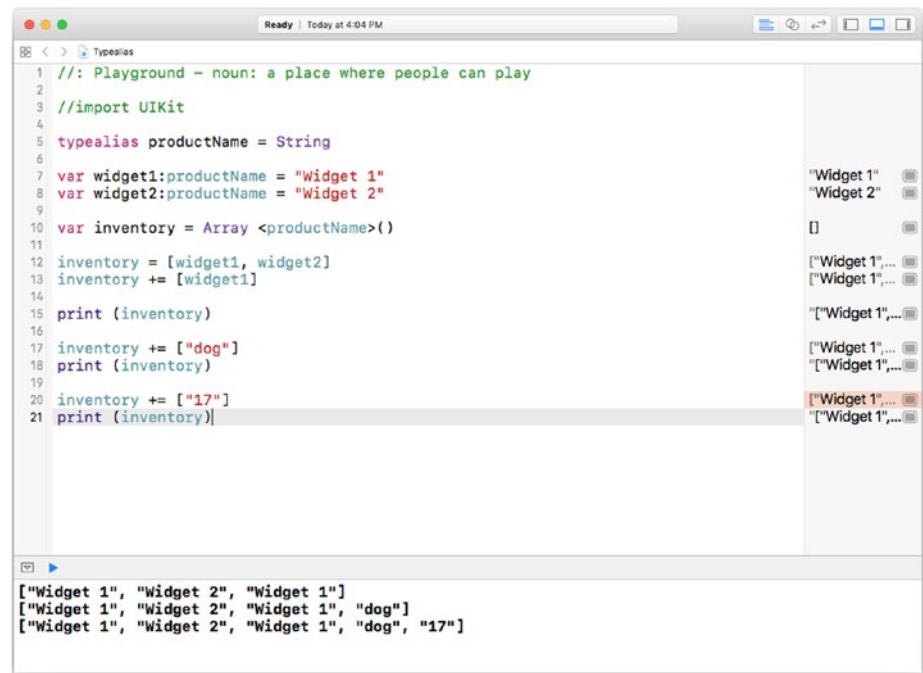 Ready | Today at 4:04 PM
Typealias
1 //: Playground – noun: a place where people can play
2
3 //import UIKit
4
5 typealias productName = String
6
7 var widget1:productName = "Widget 1" "Widget 1"
8 var widget2:productName = "Widget 2" "Widget 2"
9
10 var inventory = Array <productName>() []
11
12 inventory = [widget1, widget2] ["Widget 1",...
13 inventory += [widget1] ["Widget 1",...
14
15 print (inventory) "["Widget 1",...
16
17 inventory += ["dog"] ["Widget 1",...
18 print (inventory) "["Widget 1",...
19
20 inventory += ["17"] ["Widget 1",...
21 print (inventory) "["Widget 1",...
["Widget 1", "Widget 2", "Widget 1"]
["Widget 1", "Widget 2", "Widget 1", "dog"]
["Widget 1", "Widget 2", "Widget 1", "dog", "17"]